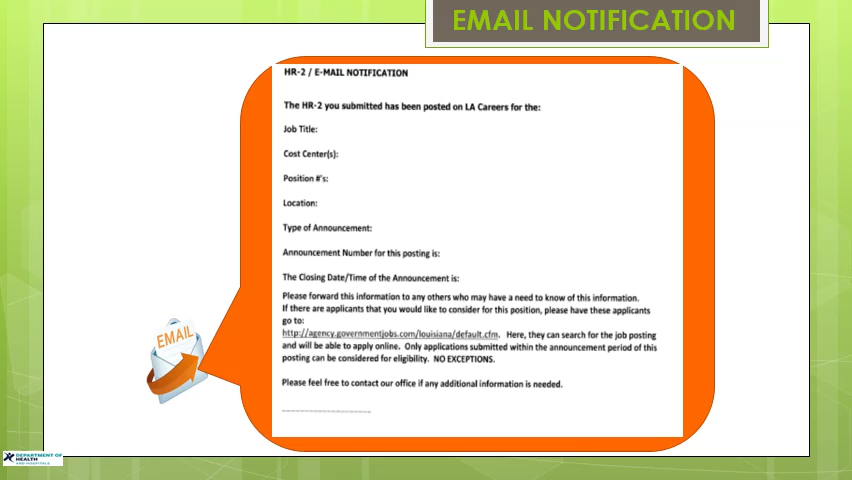 EMAIL NOTIFICATION
HR-2 / E-MAIL NOTIFICATION
The HR-2 you submitted has been posted on LA Careers for the:
Job Title:
Cost Center(s):
Position #'s:
Location:
Type of Announcement:
Announcement Number for this posting is:
The Closing Date/Time of the Announcement is:
Please forward this information to any others who may have a need to know of this information.
If there are applicants that you would like to consider for this position, please have these applicants
go to:
http://agency.governmentjobs.com/louisiana/default.cfm. Here, they can search for the job posting
and will be able to apply online. Only applications submitted within the announcement period of this
posting can be considered for eligibility. NO EXCEPTIONS.
Please feel free to contact our office if any additional information is needed.
EMAIL
DEPARTMENT OF
HEALTH
AND HOSPITALS